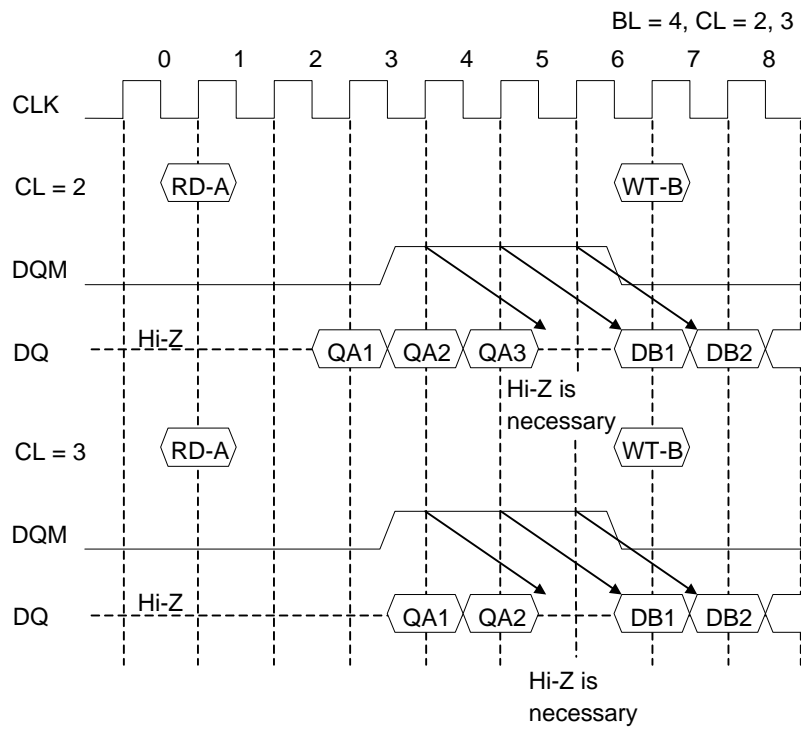 BL = 4, CL = 2, 3
0 1 2 3 4 5 6 7 8
CLK
CL = 2 RD-A WT-B
DQM
Hi-Z
DQ QA1 QA2 QA3 DB1 DB2
Hi-Z is
necessary
CL = 3 RD-A WT-B
DQM
Hi-Z
DQ QA1 QA2 DB1 DB2
Hi-Z is
necessary